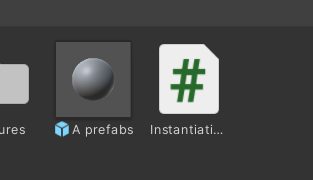 #
ures
A prefabs
Instantiati...